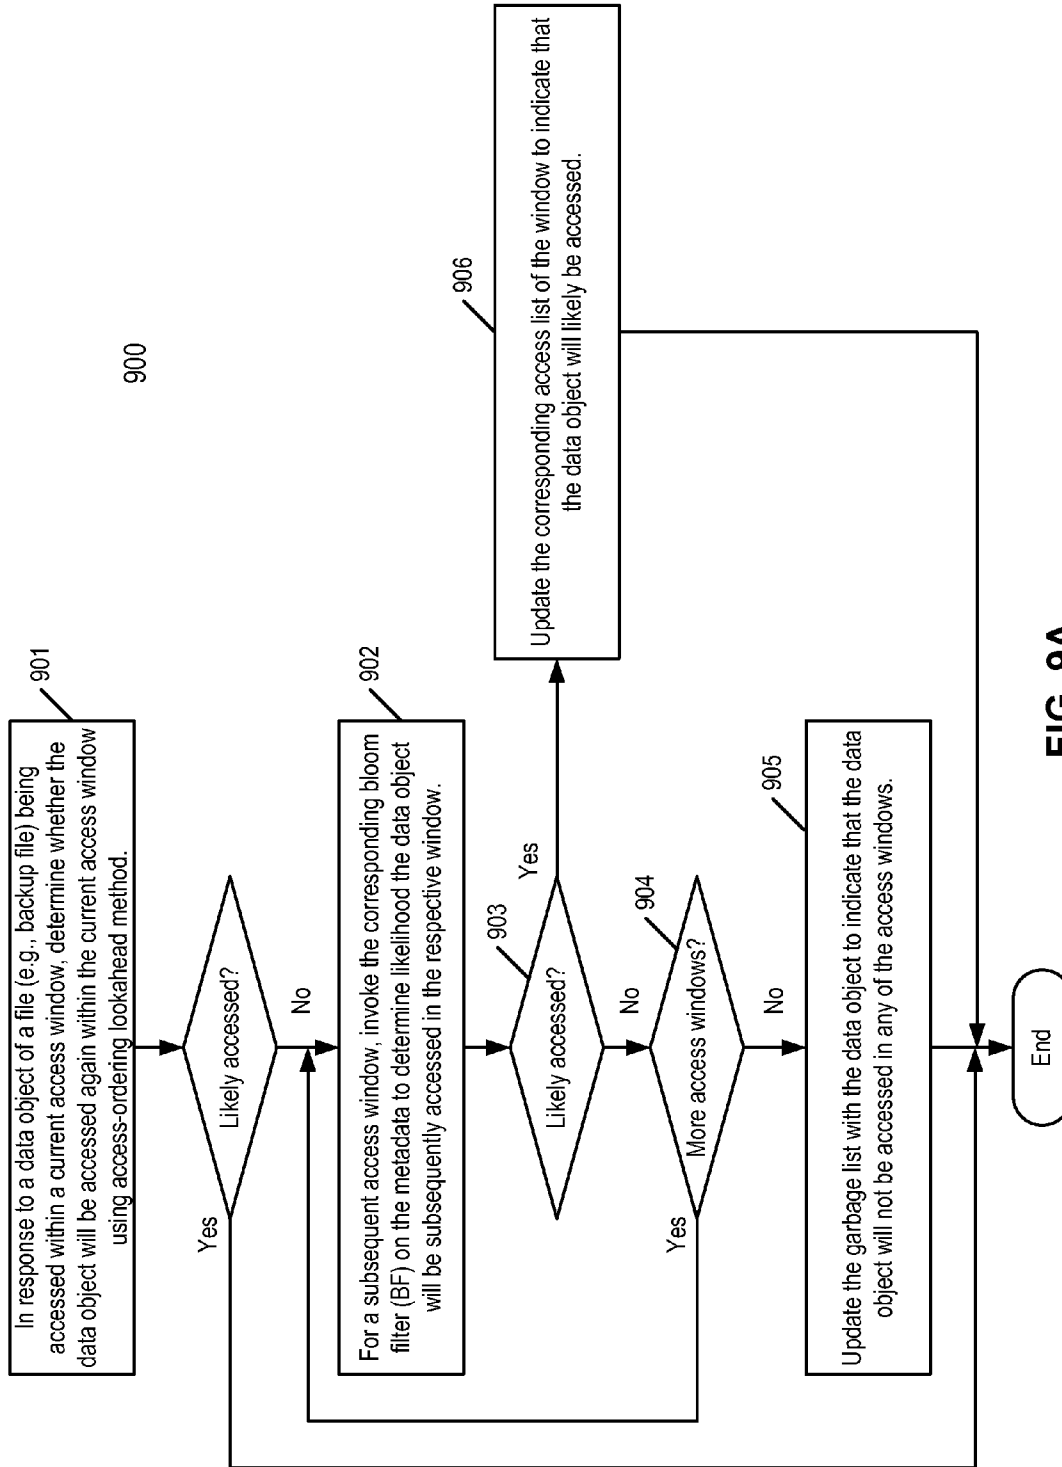 900
In response to a data object of a file (e.g., backup file) being
accessed within a current access window, determine whether the
data object will be accessed again within the current access window
using access-ordering lookahead method.
901
Likely accessed?
Yes
No
For a subsequent access window, invoke the corresponding bloom
filter (BF) on the metadata to determine likelihood the data object
will be subsequently accessed in the respective window.
902
Likely accessed?
903
Yes
No
Update the corresponding access list of the window to indicate that
the data object will likely be accessed.
906
More access windows?
904
Yes
No
Update the garbage list with the data object to indicate that the data
object will not be accessed in any of the access windows.
905
End
FIG. 9A